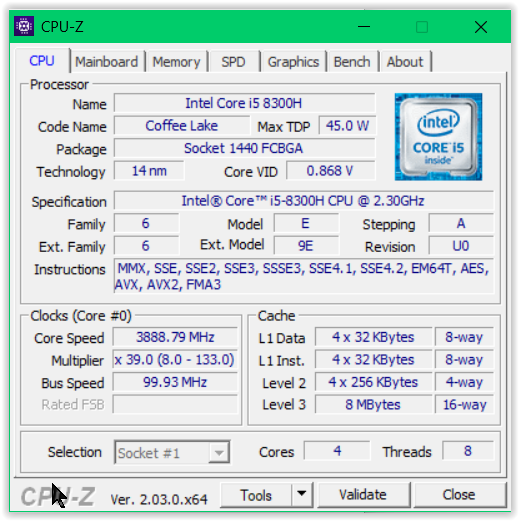 CPU-Z
CPU Mainboard Memory SPD Graphics Bench About
Processor
Name Intel Core i5 8300H
Code Name Coffee Lake Max TDP 45.0 W
Package Socket 1440 FCBGA
Technology 14 nm Core VID 0.868 V
intel
CORE i5
inside
Specification Intel® Core™ i5-8300H CPU @ 2.30GHz
Family 6 Model E Stepping A
Ext. Family 6 Ext. Model 9E Revision U0
Instructions MMX, SSE, SSE2, SSE3, SSSE3, SSE4.1, SSE4.2, EM64T, AES,
AVX, AVX2, FMA3
Clocks (Core #0)
Core Speed 3888.79 MHz
Multiplier x 39.0 (8.0 - 133.0)
Bus Speed 99.93 MHz
Rated FSB
Cache
L1 Data 4 x 32 KBytes 8-way
L1 Inst. 4 x 32 KBytes 8-way
Level 2 4 x 256 KBytes 4-way
Level 3 8 MBytes 16-way
Selection Socket #1 Cores 4 Threads 8
CPU-Z Ver. 2.03.0.x64 Tools Validate Close